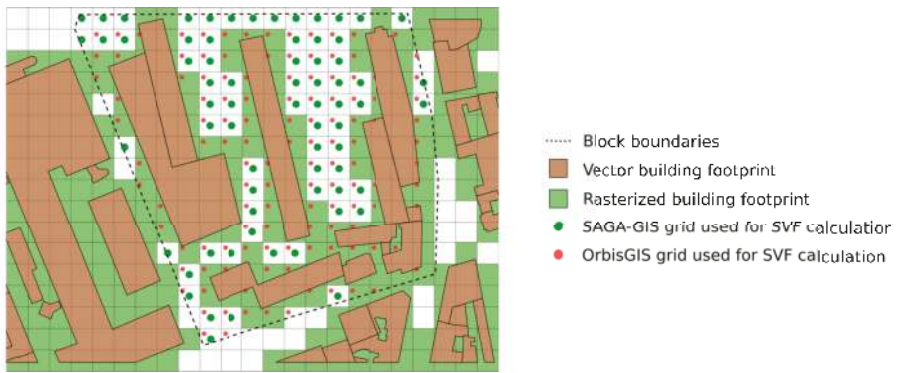 Block boundaries
Vector building footprint
Rasterized building footprint
SAGA-GIS grid used for SVF calculation
OrbisGIS grid used for SVF calculation